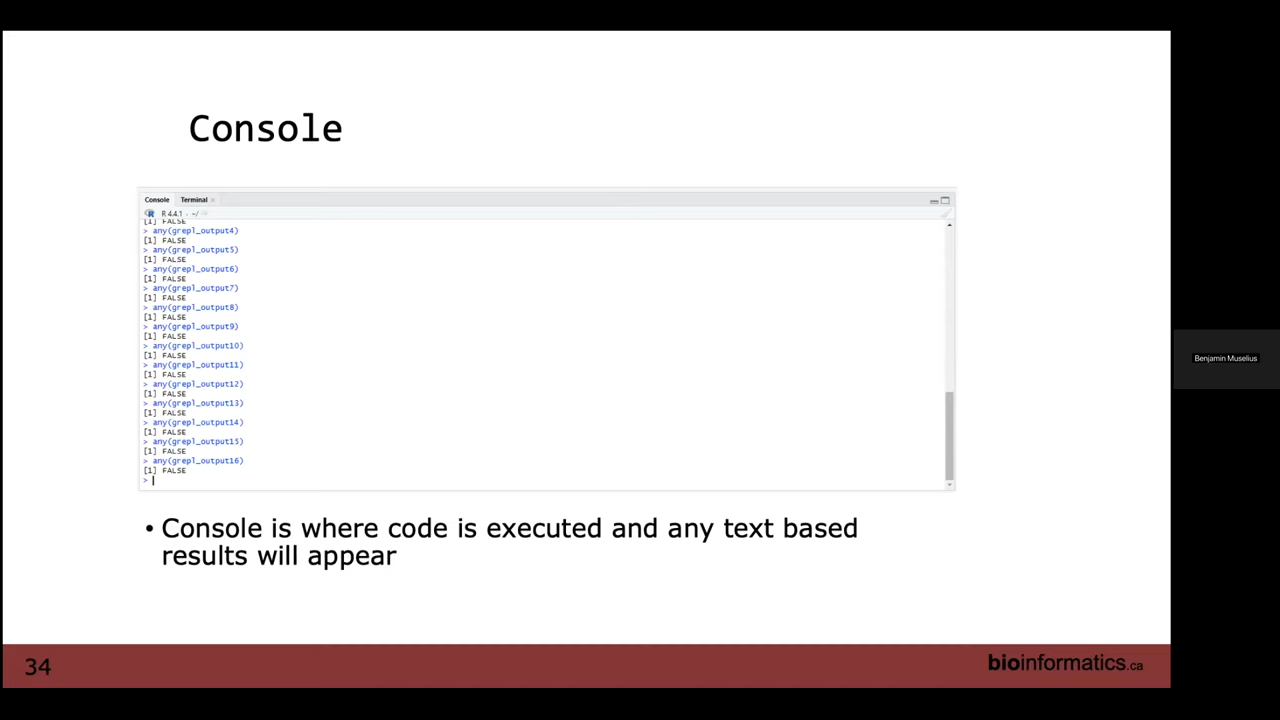 Console
Console Terminal
R 4.4.1 · ~/
[1] FALSE
> any(grepl_output4)
[1] FALSE
> any(grepl_output5)
[1] FALSE
> any(grepl_output6)
[1] FALSE
> any(grepl_output7)
[1] FALSE
> any(grepl_output8)
[1] FALSE
> any(grepl_output9)
[1] FALSE
> any(grepl_output10)
[1] FALSE
> any(grepl_output11)
[1] FALSE
> any(grepl_output12)
[1] FALSE
> any(grepl_output13)
[1] FALSE
> any(grepl_output14)
[1] FALSE
> any(grepl_output15)
[1] FALSE
> any(grepl_output16)
[1] FALSE
>
Benjamin Muselius
• Console is where code is executed and any text based
results will appear
34
bioinformatics.ca